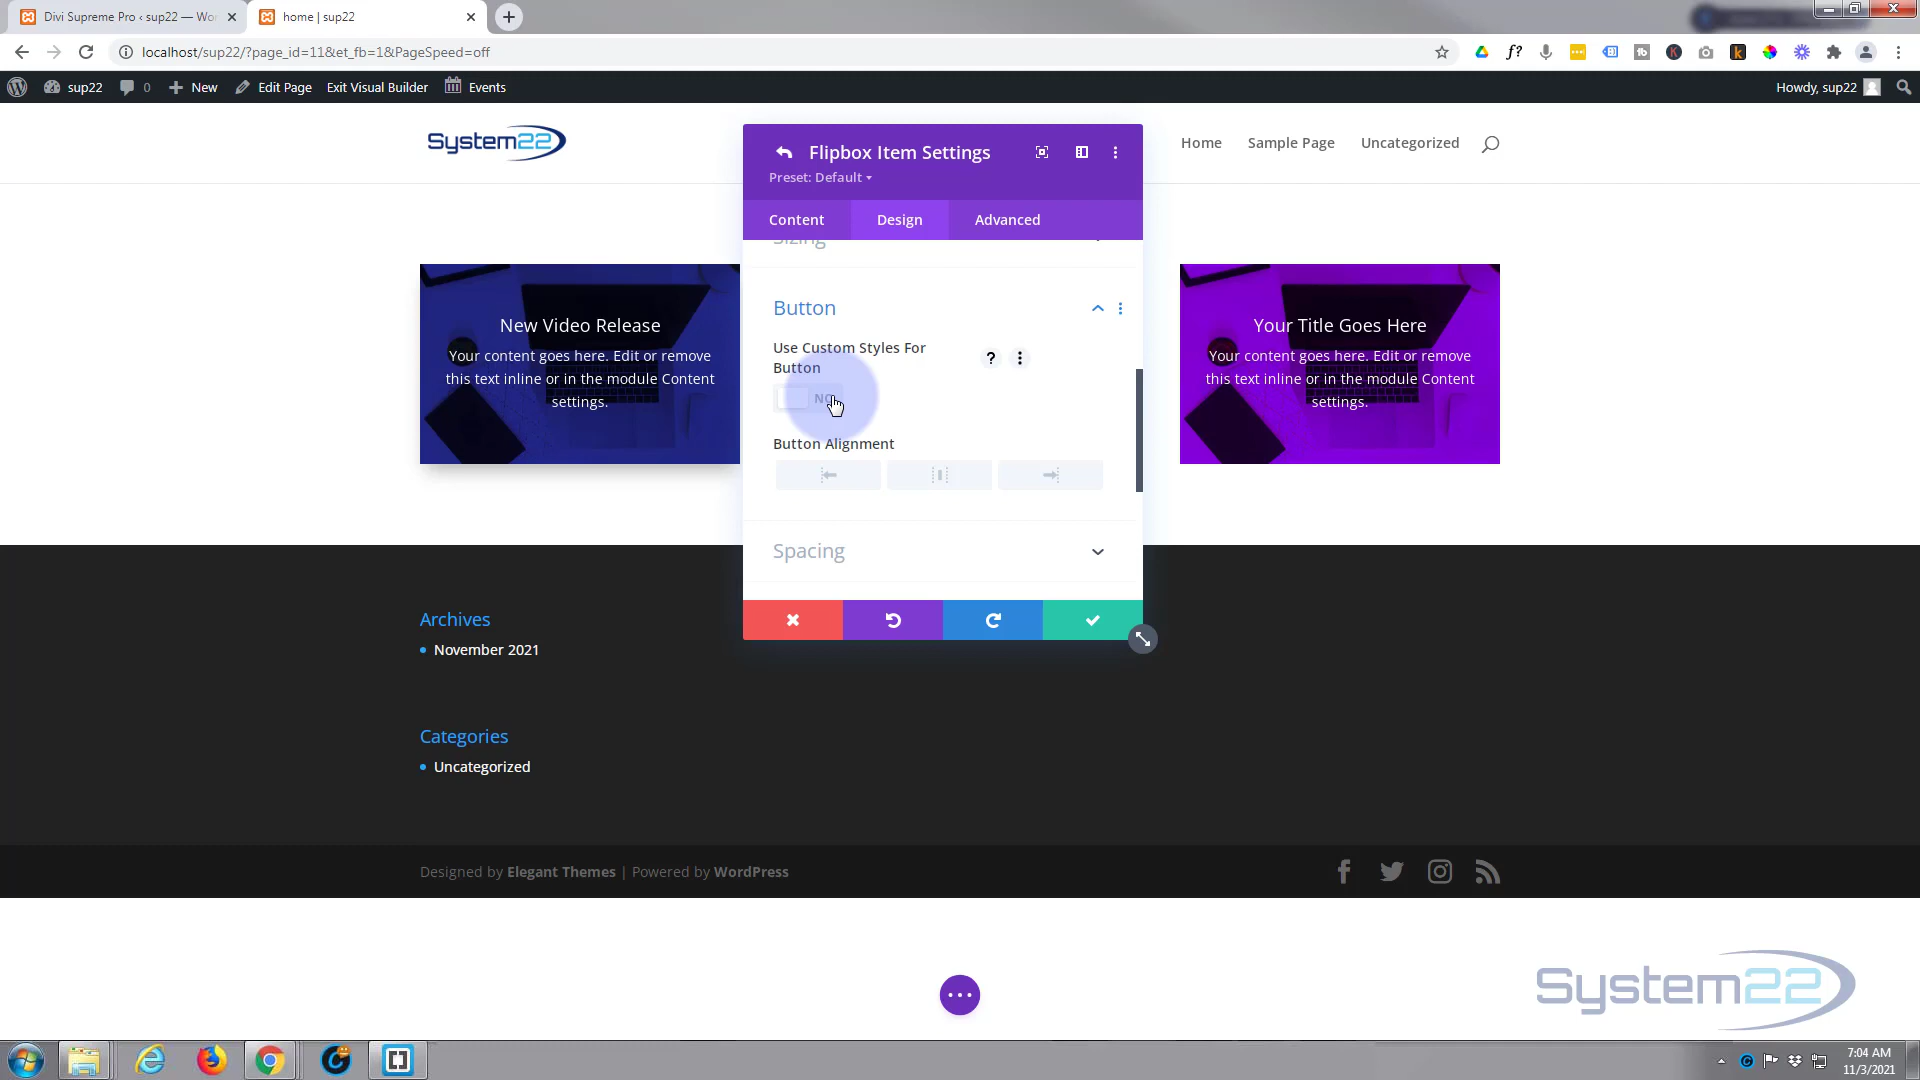 Divi Supreme Pro ‹ sup22 — Wor
home | sup22
localhost/sup22/?page_id=11&et_fb=1&PageSpeed=off
sup22
0
New
Edit Page
Exit Visual Builder
Events
Howdy, sup22
System22
Home
Sample Page
Uncategorized
Flipbox Item Settings
Preset: Default
Content
Design
Advanced
Sizing
Button
Use Custom Styles For
Button
NO
Button Alignment
Spacing
New Video Release
Your content goes here. Edit or remove
this text inline or in the module Content
settings.
Your Title Goes Here
Your content goes here. Edit or remove
this text inline or in the module Content
settings.
Archives
November 2021
Categories
Uncategorized
Designed by Elegant Themes | Powered by WordPress
System22
7:04 AM
11/3/2021